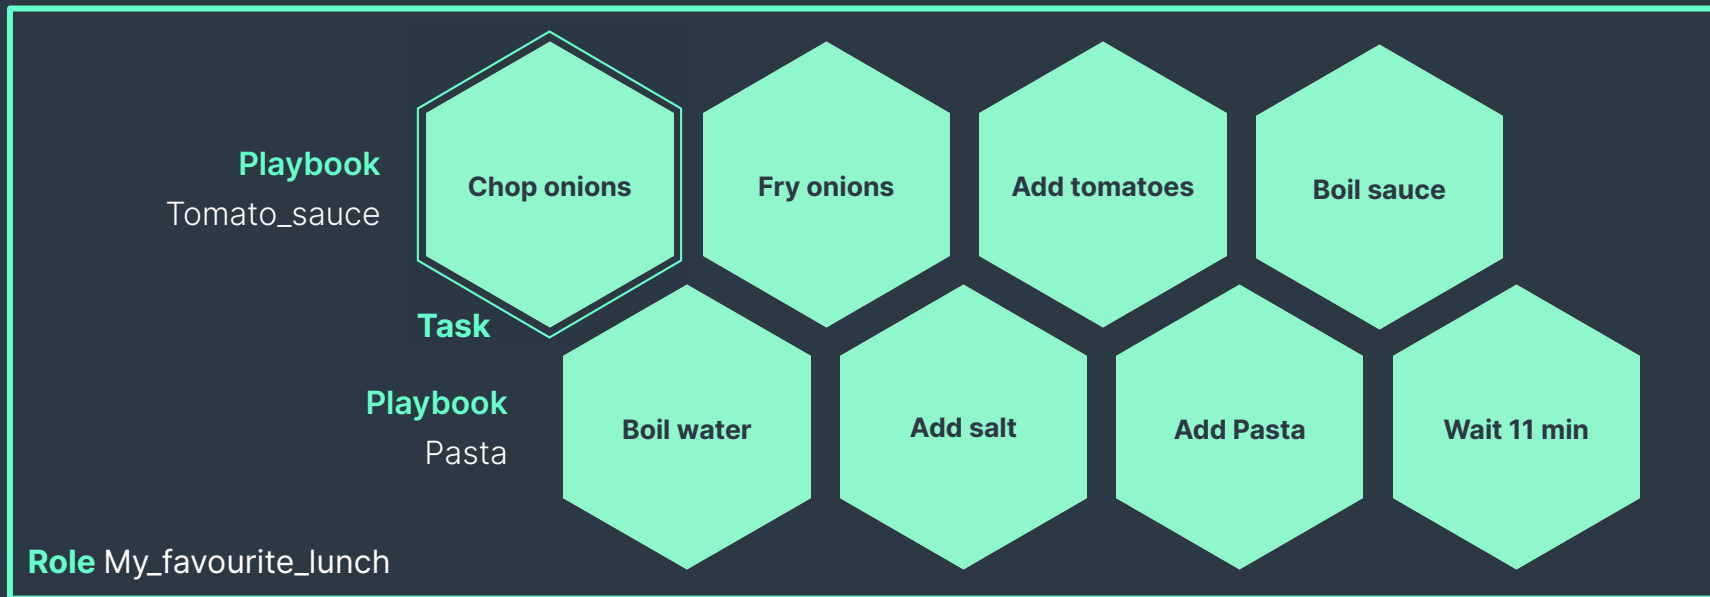 Playbook
Tomato_sauce
Chop onions
Fry onions
Add tomatoes
Boil sauce
Task
Playbook
Pasta
Boil water
Add salt
Add Pasta
Wait 11 min
Role My_favourite_lunch